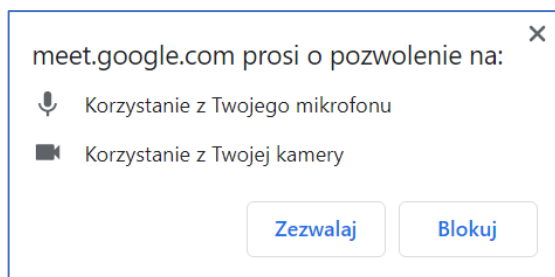 meet.google.com prosi o pozwolenie na:
Korzystanie z Twojego mikrofonu
Korzystanie z Twojej kamery
Zezwalaj Blokuj